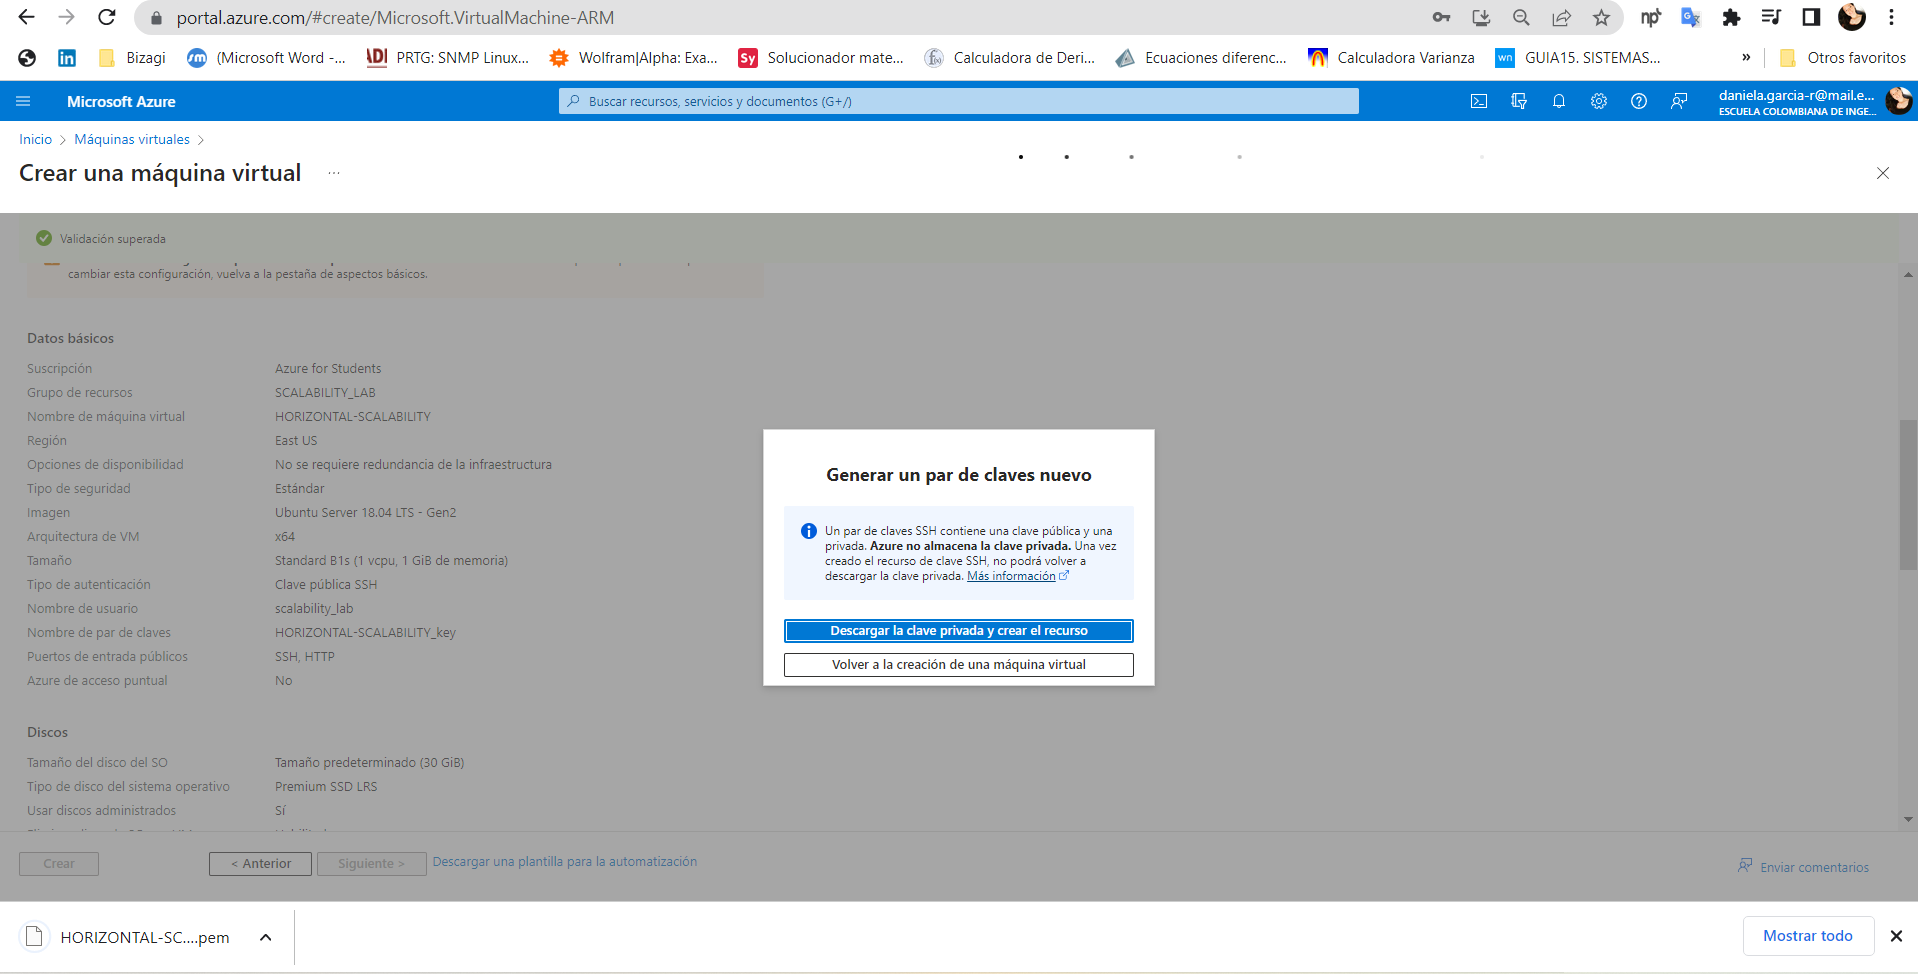 portal.azure.com/#create/Microsoft.VirtualMachine-ARM
np
Bizagi
sm
(Microsoft Word -...
PRTG: SNMP Linux...
Wolfram|Alpha: Exa...
Sy
Solucionador mate...
f(x)
Calculadora de Deri...
Ecuaciones diferenc...
Calculadora Varianza
wn
GUIA15. SISTEMAS...
»
Otros favoritos
Microsoft Azure
Buscar recursos, servicios y documentos (G+/)
daniela.garcia-r@mail.e...
ESCUELA COLOMBIANA DE INGE...
Inicio > Máquinas virtuales >
Crear una máquina virtual ...
Validación superada
cambiar esta configuración, vuelva a la pestaña de aspectos básicos.
Datos básicos
Suscripción Azure for Students
Grupo de recursos SCALABILITY_LAB
Nombre de máquina virtual HORIZONTAL-SCALABILITY
Región East US
Opciones de disponibilidad No se requiere redundancia de la infraestructura
Tipo de seguridad Estándar
Imagen Ubuntu Server 18.04 LTS - Gen2
Arquitectura de VM x64
Tamaño Standard B1s (1 vcpu, 1 GiB de memoria)
Tipo de autenticación Clave pública SSH
Nombre de usuario scalability_lab
Nombre de par de claves HORIZONTAL-SCALABILITY_key
Puertos de entrada públicos SSH, HTTP
Azure de acceso puntual No
Discos
Tamaño del disco del SO Tamaño predeterminado (30 GiB)
Tipo de disco del sistema operativo Premium SSD LRS
Usar discos administrados Sí
Generar un par de claves nuevo
Un par de claves SSH contiene una clave pública y una
privada. Azure no almacena la clave privada. Una vez
creado el recurso de clave SSH, no podrá volver a
descargar la clave privada. Más información
Descargar la clave privada y crear el recurso
Volver a la creación de una máquina virtual
Crear
< Anterior
Siguiente >
Descargar una plantilla para la automatización
Enviar comentarios
HORIZONTAL-SC....pem
Mostrar todo